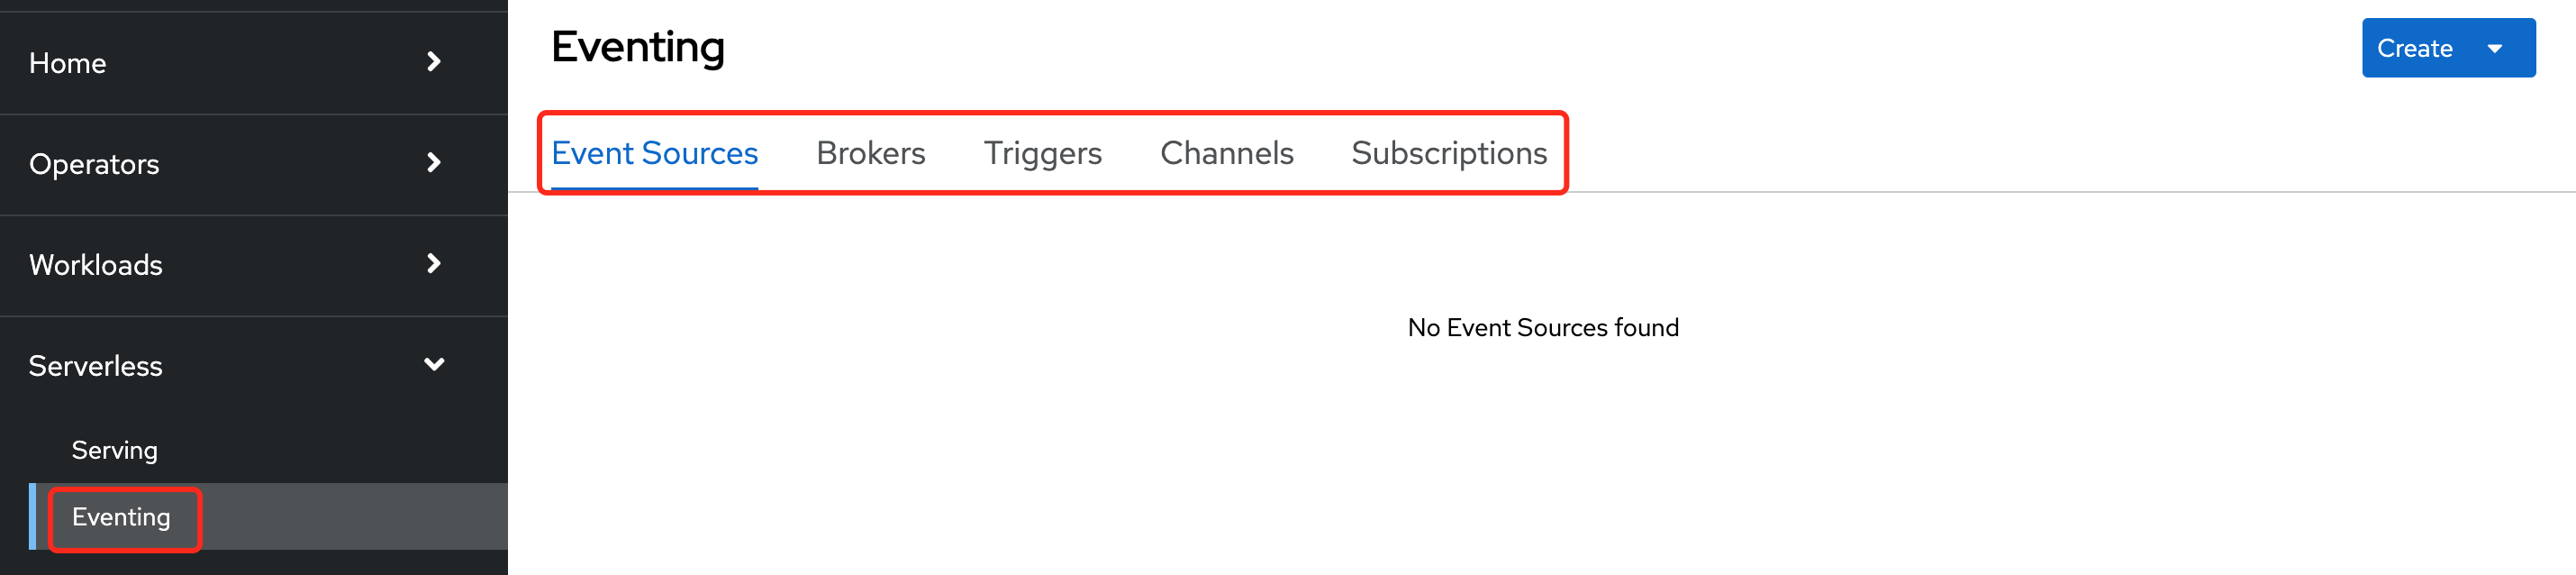 Home
Operators
Workloads
Serverless
Serving
Eventing
Eventing
Create
Event Sources Brokers Triggers Channels Subscriptions
No Event Sources found